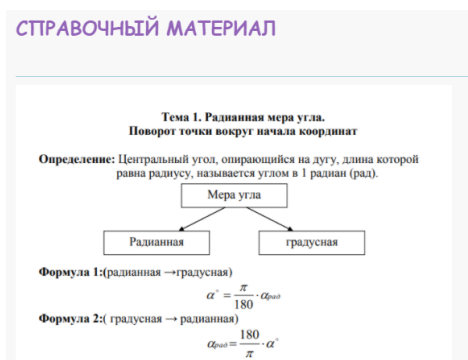 СПРАВОЧНЫЙ МАТЕРИАЛ
Тема 1. Радианная мера угла.
Поворот точки вокруг начала координат
Определение: Центральный угол, опирающийся на дугу, длина которой
равна радиусу, называется углом в 1 радиан (рад).
Мера угла
Радианная градусная
Формула 1:(радианная →градусная)
α° = π/180 · αрад
Формула 2:( градусная → радианная)
αрад = 180/π · α°